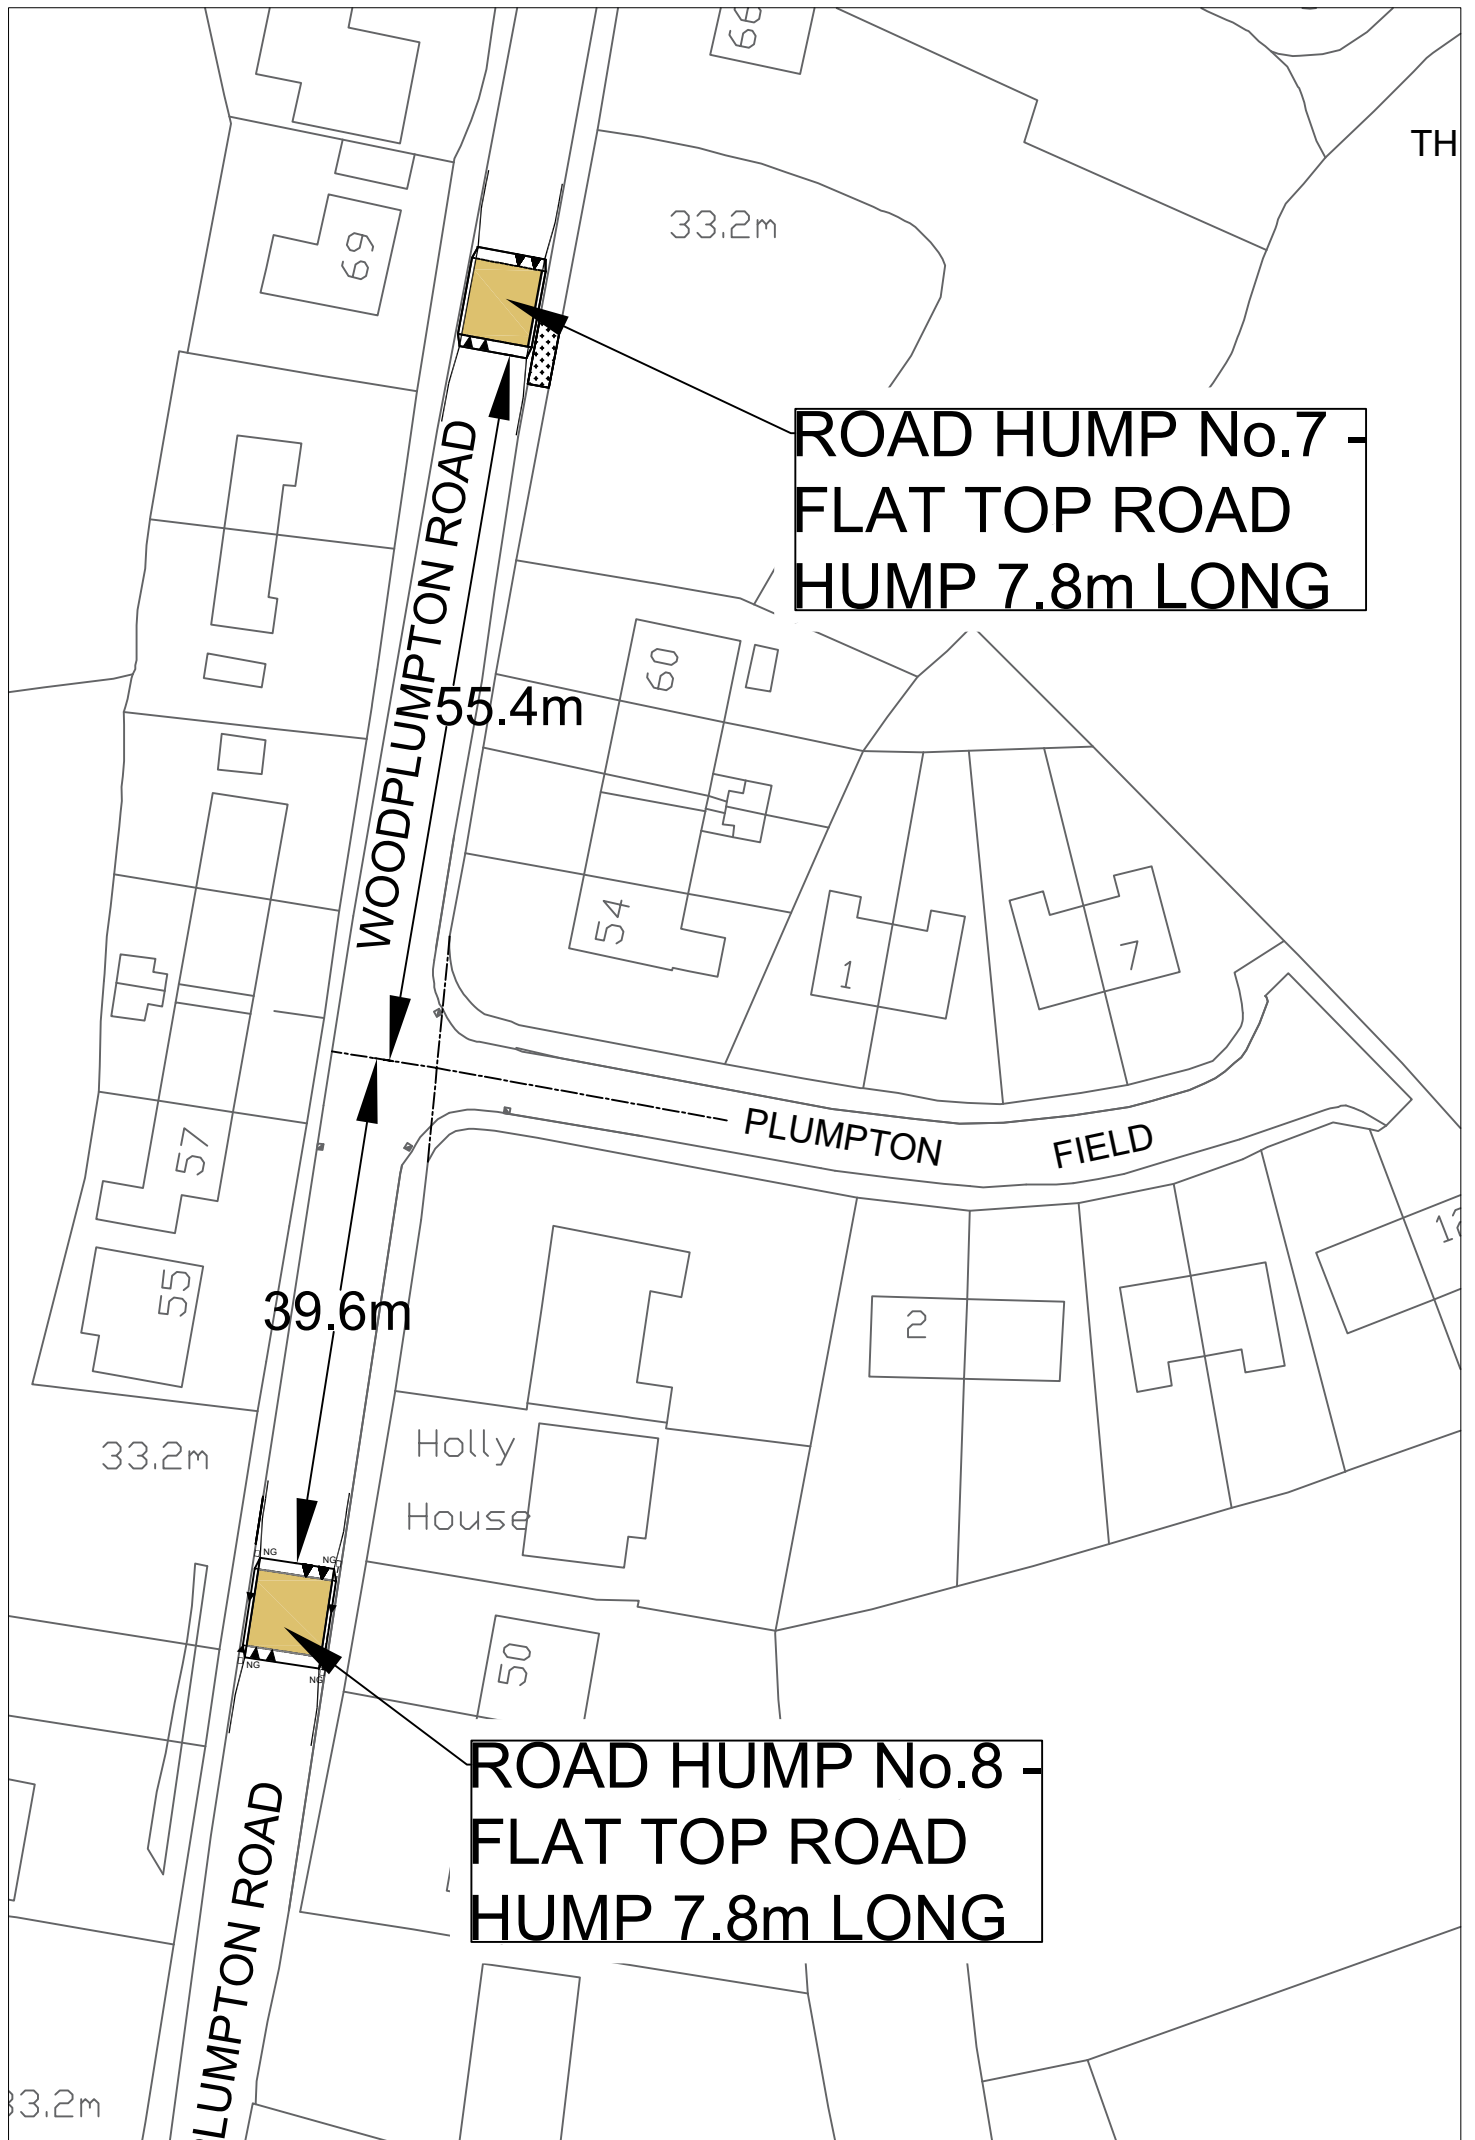 66
TH
33.2m
69
ROAD HUMP No.7 -
FLAT TOP ROAD
HUMP 7.8m LONG
WOODPLUMPTON ROAD
60
55.4m
54
1
7
PLUMPTON FIELD
57
55
39.6m
2
12
Holly
House
33.2m
NG
NG
NG
NG
50
ROAD HUMP No.8 -
FLAT TOP ROAD
HUMP 7.8m LONG
LUMPTON ROAD
33.2m